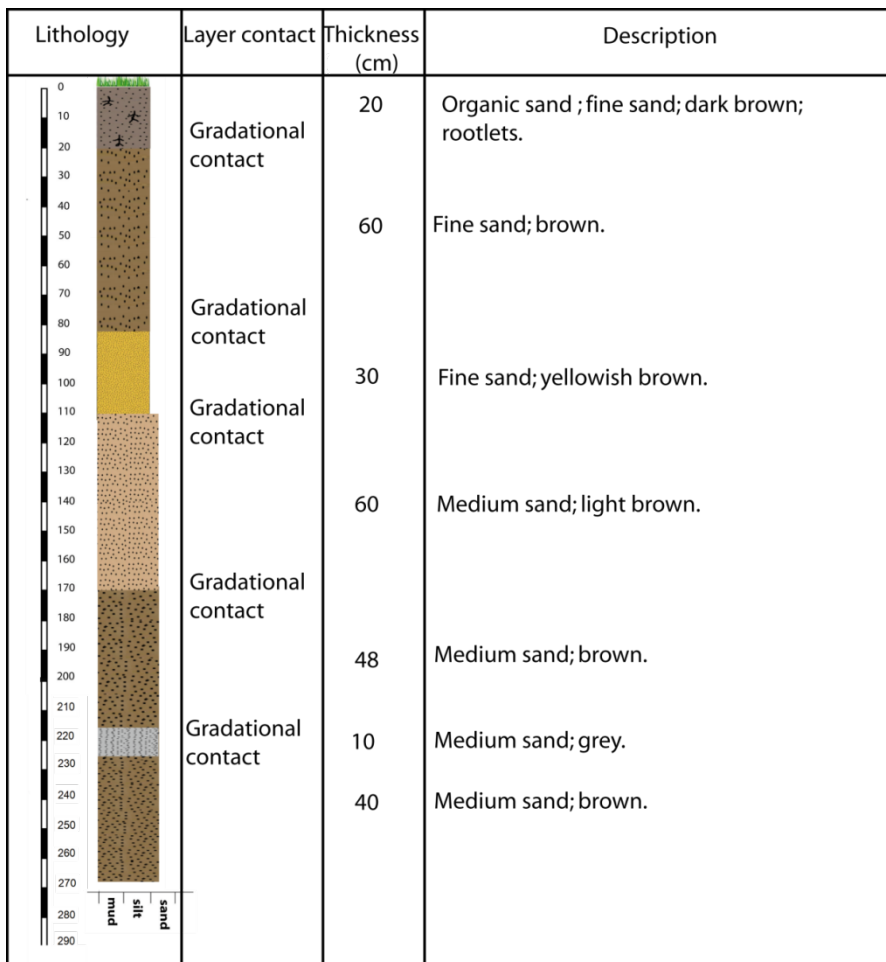 Lithology
Layer contact
Thickness
(cm)
Description
0
10
20
30
40
50
60
70
80
90
100
110
120
130
140
150
160
170
180
190
200
210
220
230
240
250
260
270
280
290
mud
silt
sand
Gradational
contact
20
Organic sand ; fine sand; dark brown;
rootlets.
60
Fine sand; brown.
Gradational
contact
30
Fine sand; yellowish brown.
Gradational
contact
60
Medium sand; light brown.
Gradational
contact
48
Medium sand; brown.
Gradational
contact
10
Medium sand; grey.
40
Medium sand; brown.